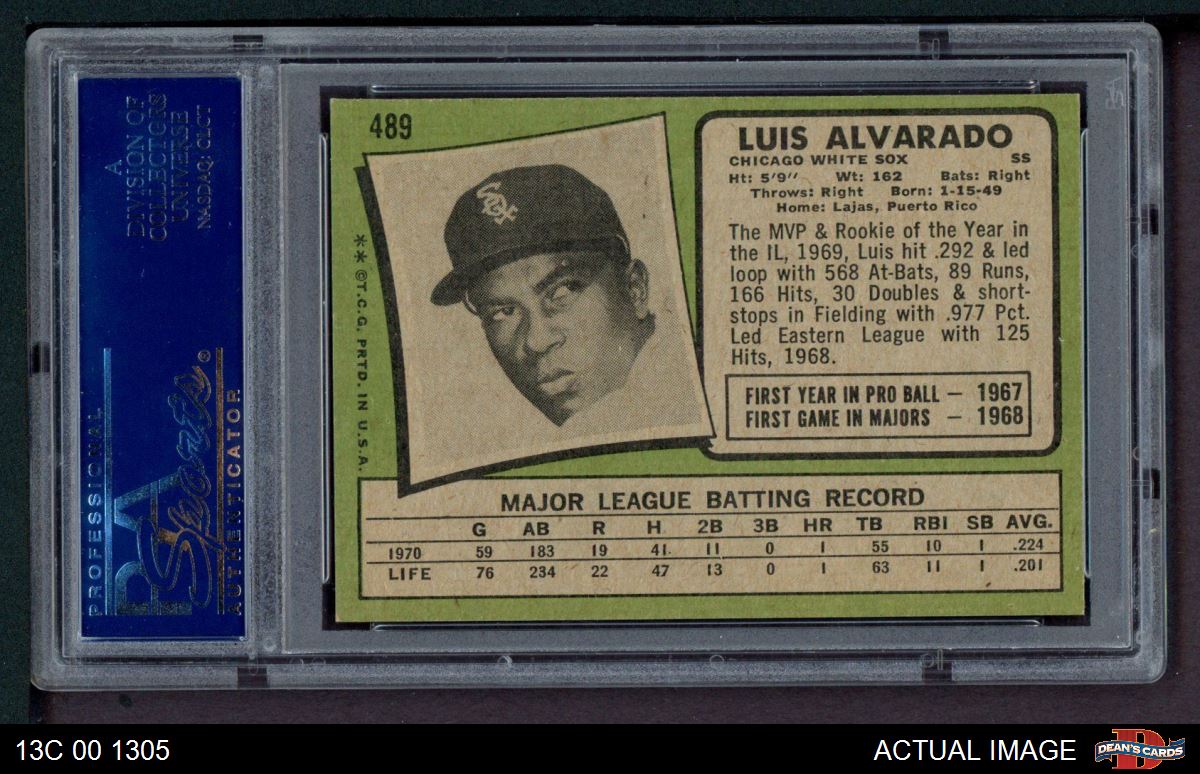 A
DIVISION OF
COLLECTORS
UNIVERSE
NASDAQ: CLCT
PROFESSIONAL
PSA
Sports®
AUTHENTICATOR
489
SOX
** ©T.C.G. PRTD. IN U.S.A.
LUIS ALVARADO
CHICAGO WHITE SOX SS
Ht: 5'9" Wt: 162 Bats: Right
Throws: Right Born: 1-15-49
Home: Lajas, Puerto Rico
The MVP & Rookie of the Year in
the IL, 1969, Luis hit .292 & led
loop with 568 At-Bats, 89 Runs,
166 Hits, 30 Doubles & short-
stops in Fielding with .977 Pct.
Led Eastern League with 125
Hits, 1968.
FIRST YEAR IN PRO BALL — 1967
FIRST GAME IN MAJORS — 1968
MAJOR LEAGUE BATTING RECORD
G AB R H 2B 3B HR TB RBI SB AVG.
1970 59 183 19 41 11 0 1 55 10 1 .224
LIFE 76 234 22 47 13 0 1 63 11 1 .201
13C 00 1305
ACTUAL IMAGE
D
DEAN'S CARDS